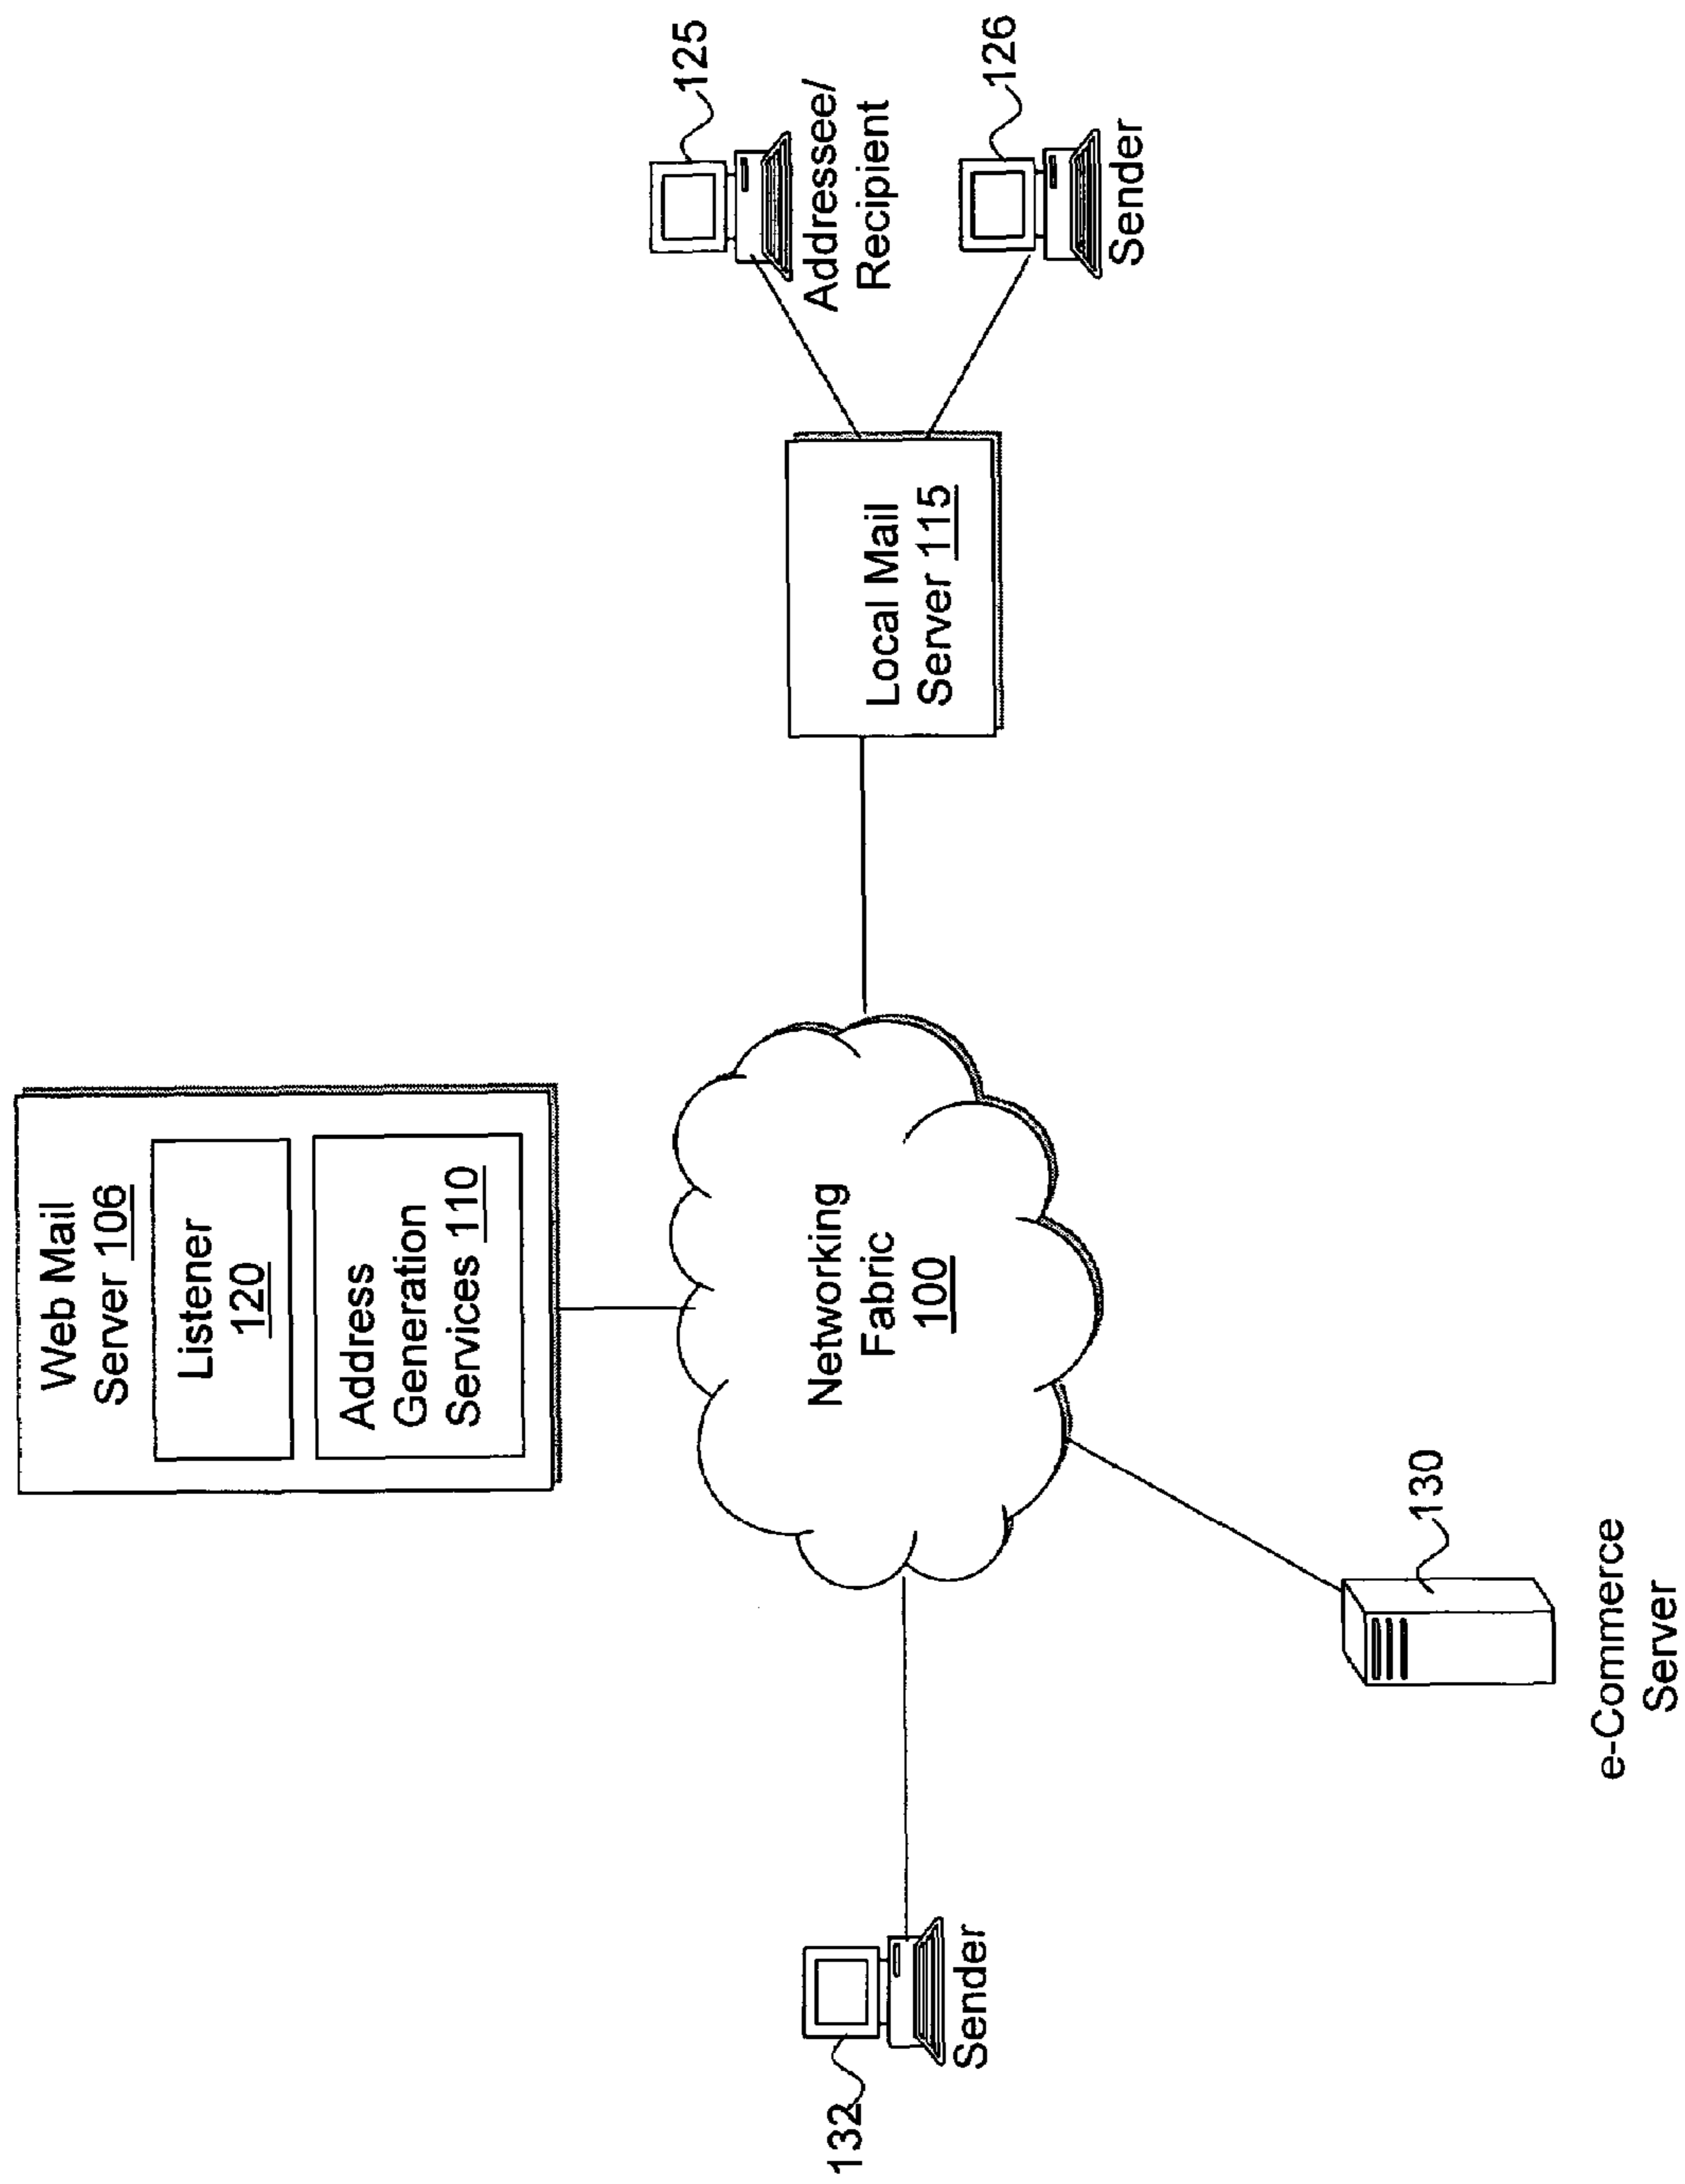 Web Mail
Server 106
Listener
120
Address
Generation
Services 110
Networking
Fabric
100
Local Mail
Server 115
125
Addressee/
Recipient
126
Sender
132
Sender
130
e-Commerce
Server